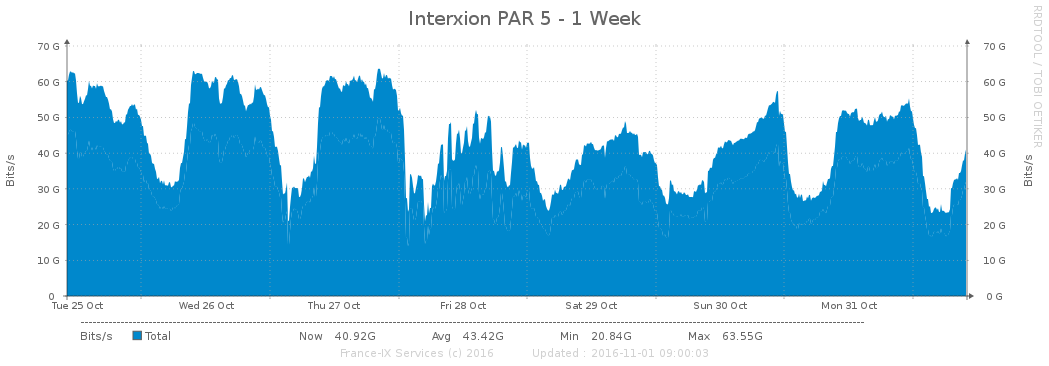 Interxion PAR 5 - 1 Week
RRDTOOL / TOBI OETIKER
Bits/s
70 G 70 G
60 G 60 G
50 G 50 G
40 G 40 G
30 G 30 G
20 G 20 G
10 G 10 G
0 0 G
Bits/s
Tue 25 Oct Wed 26 Oct Thu 27 Oct Fri 28 Oct Sat 29 Oct Sun 30 Oct Mon 31 Oct
Bits/s Total Now 40.92G Avg 43.42G Min 20.84G Max 63.55G
France-IX Services (c) 2016 Updated : 2016-11-01 09:00:03